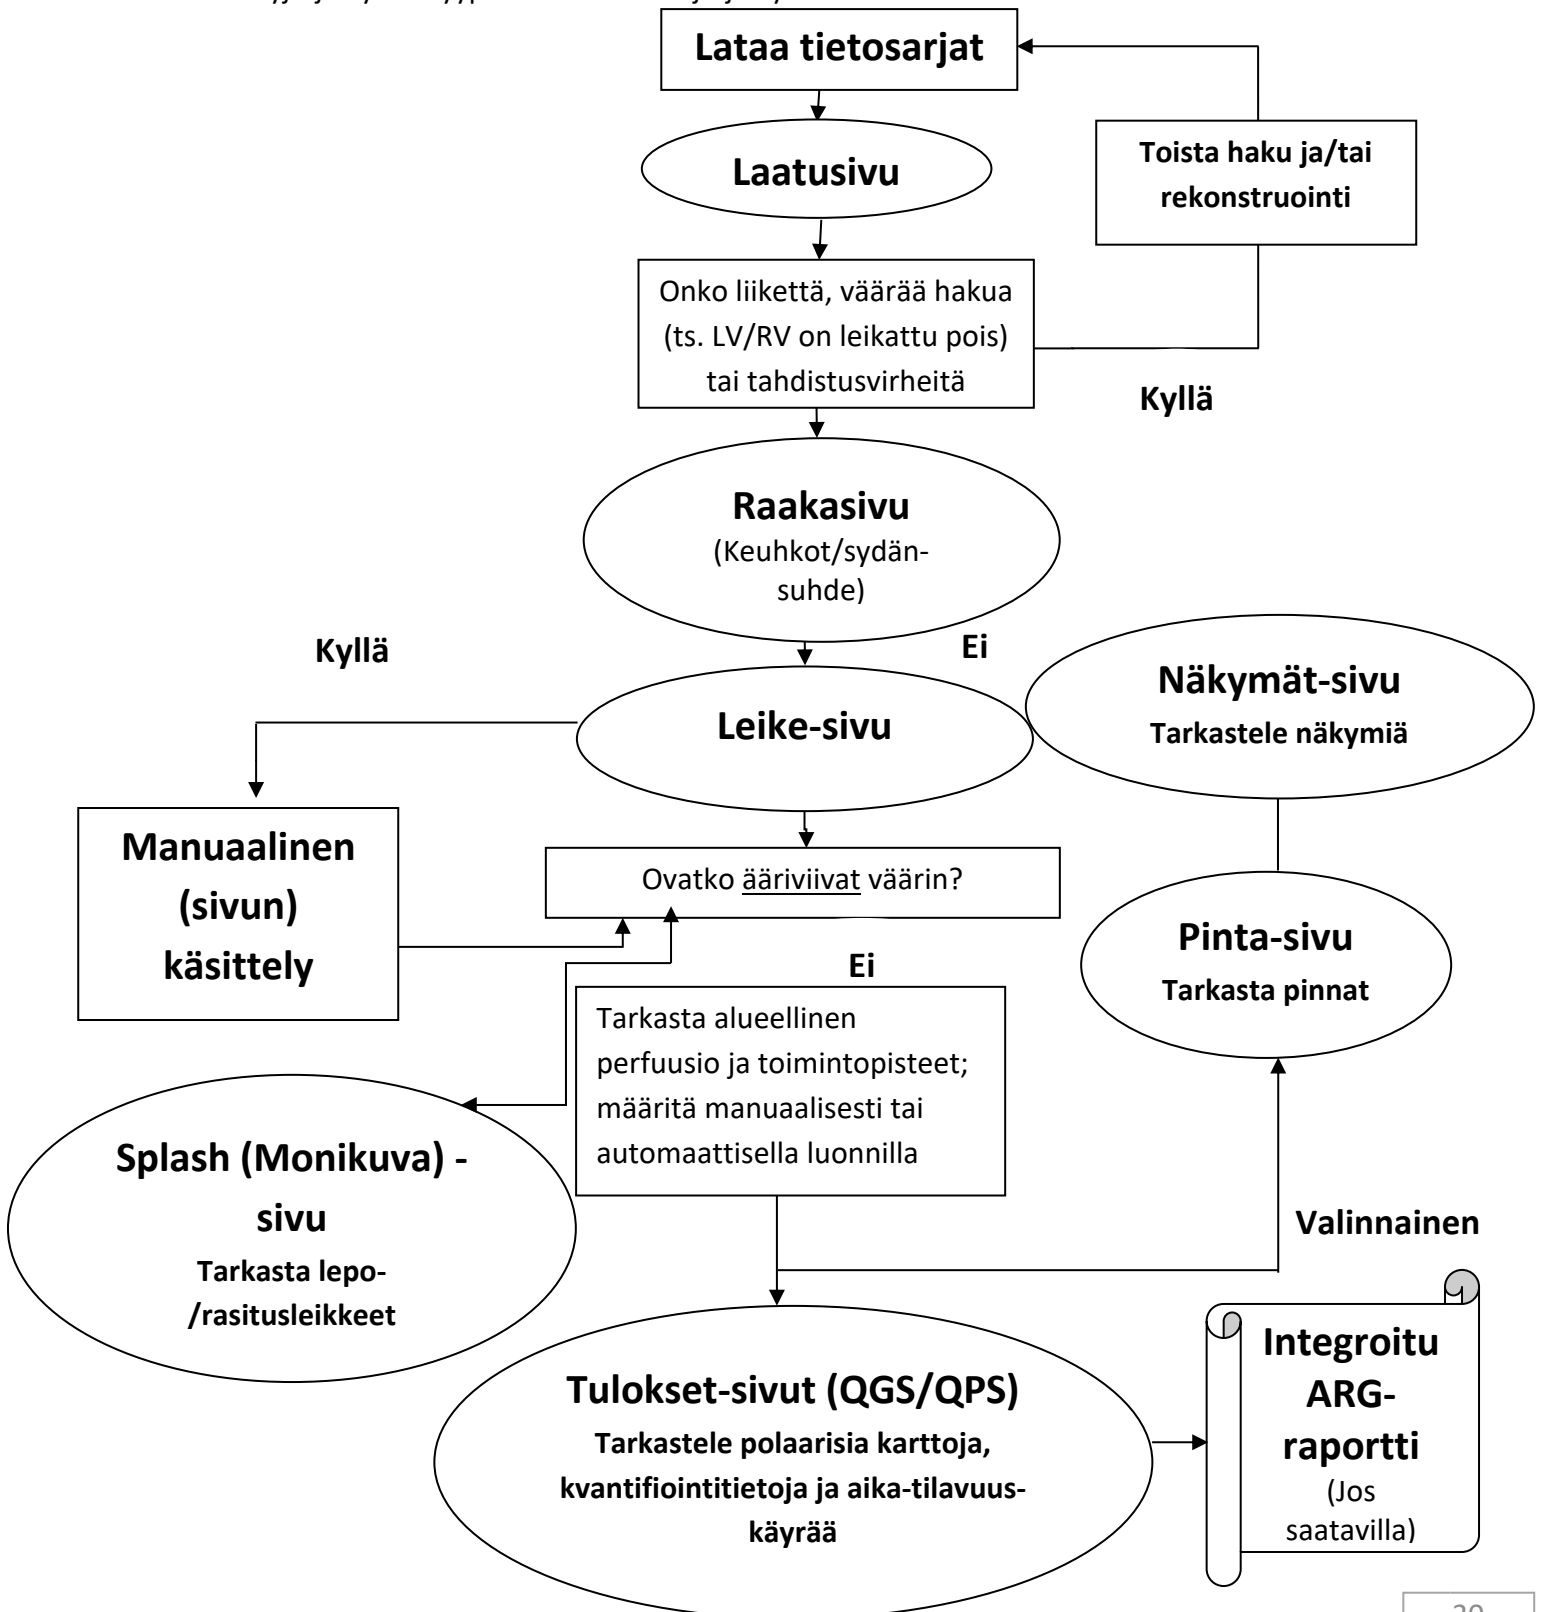 Lataa tietosarjat
Laatusivu
Toista haku ja/tai
rekonstruointi
Onko liikettä, väärää hakua
(ts. LV/RV on leikattu pois)
tai tahdistusvirheitä
Kyllä
Raakasivu
(Keuhkot/sydän-
suhde)
Kyllä
Ei
Leike-sivu
Näkymät-sivu
Tarkastele näkymiä
Manuaalinen
(sivun)
käsittely
Ovatko ääriviivat väärin?
Pinta-sivu
Tarkasta pinnat
Ei
Tarkasta alueellinen
perfuusio ja toimintopisteet;
määritä manuaalisesti tai
automaattisella luonnilla
Splash (Monikuva) -
sivu
Tarkasta lepo-
/rasitusleikkeet
Valinnainen
Integroitu
ARG-
raportti
(Jos
saatavilla)
Tulokset-sivut (QGS/QPS)
Tarkastele polaarisia karttoja,
kvantifiointitietoja ja aika-tilavuus-
käyrää